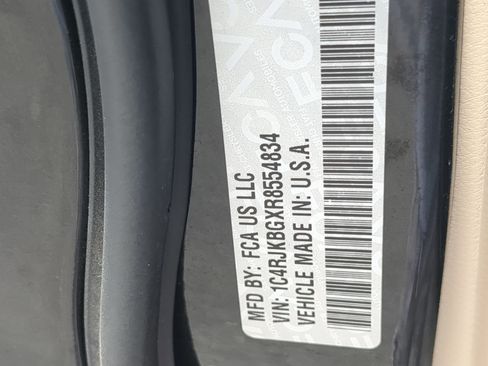 MFD BY: FCA US LLC
VIN: 1C4RJKBGXR8554834
VEHICLE MADE IN: U.S.A.